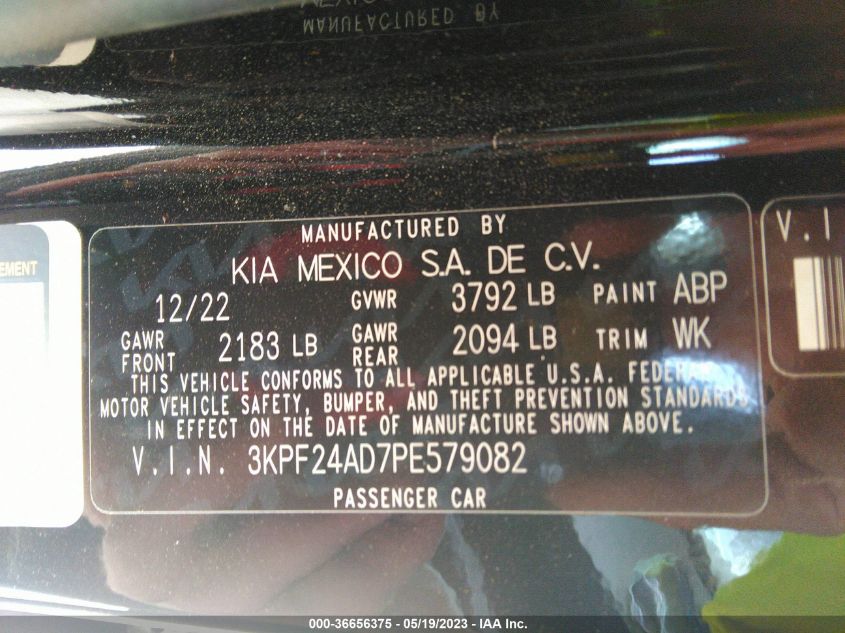 MANUFACTURED BY
EMENT
MANUFACTURED BY
KIA MEXICO S.A. DE C.V.
12/22 GVWR 3792 LB PAINT ABP
GAWR FRONT 2183 LB GAWR REAR 2094 LB TRIM WK
THIS VEHICLE CONFORMS TO ALL APPLICABLE U.S.A. FEDERAL
MOTOR VEHICLE SAFETY, BUMPER, AND THEFT PREVENTION STANDARDS
IN EFFECT ON THE DATE OF MANUFACTURE SHOWN ABOVE.
V.I.N. 3KPF24AD7PE579082
PASSENGER CAR
V.I
000-36656375 - 05/19/2023 - IAA Inc.